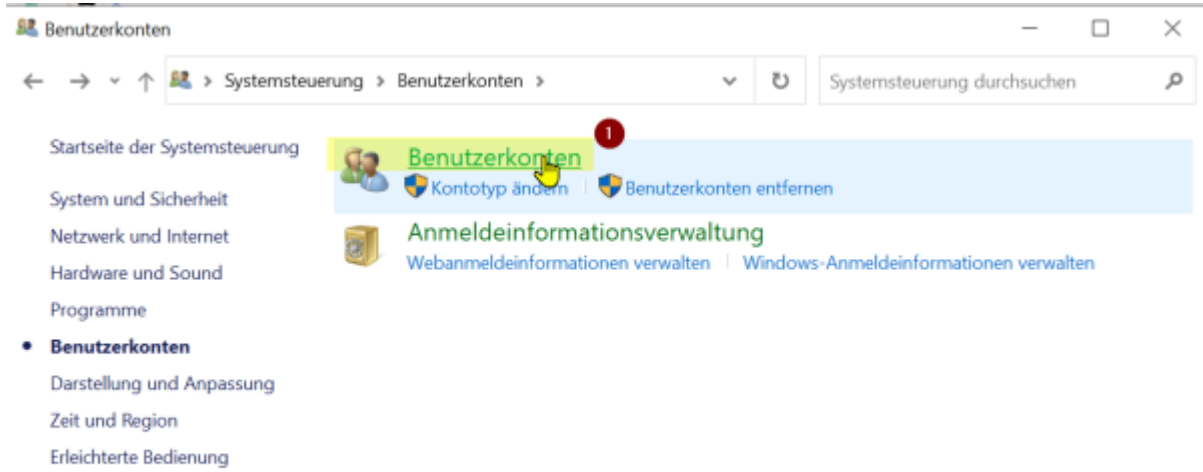 Benutzerkonten
Systemsteuerung > Benutzerkonten >
Systemsteuerung durchsuchen
Startseite der Systemsteuerung
System und Sicherheit
Netzwerk und Internet
Hardware und Sound
Programme
Benutzerkonten
Darstellung und Anpassung
Zeit und Region
Erleichterte Bedienung
1
Benutzerkonten
Kontotyp ändern | Benutzerkonten entfernen
Anmeldeinformationsverwaltung
Webanmeldeinformationen verwalten | Windows-Anmeldeinformationen verwalten